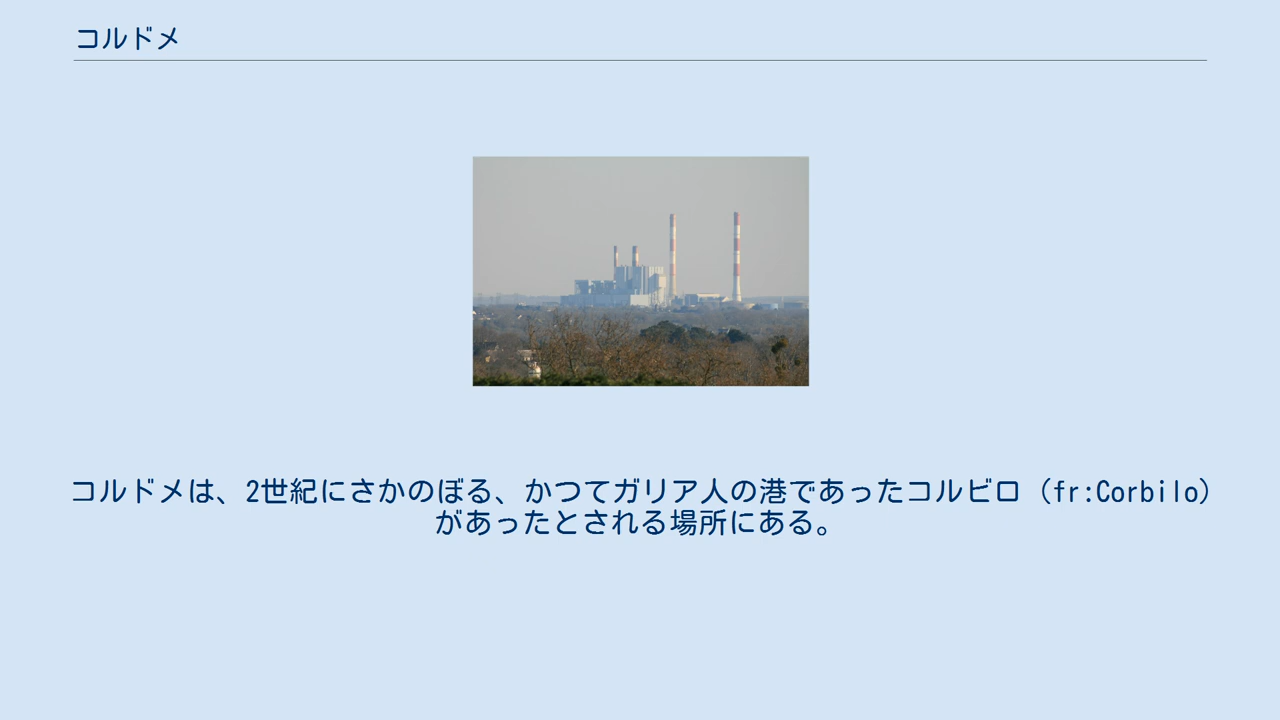 コルドメ
コルドメは、2世紀にさかのぼる、かつてガリア人の港であったコルビロ（fr:Corbilo）
があったとされる場所にある。